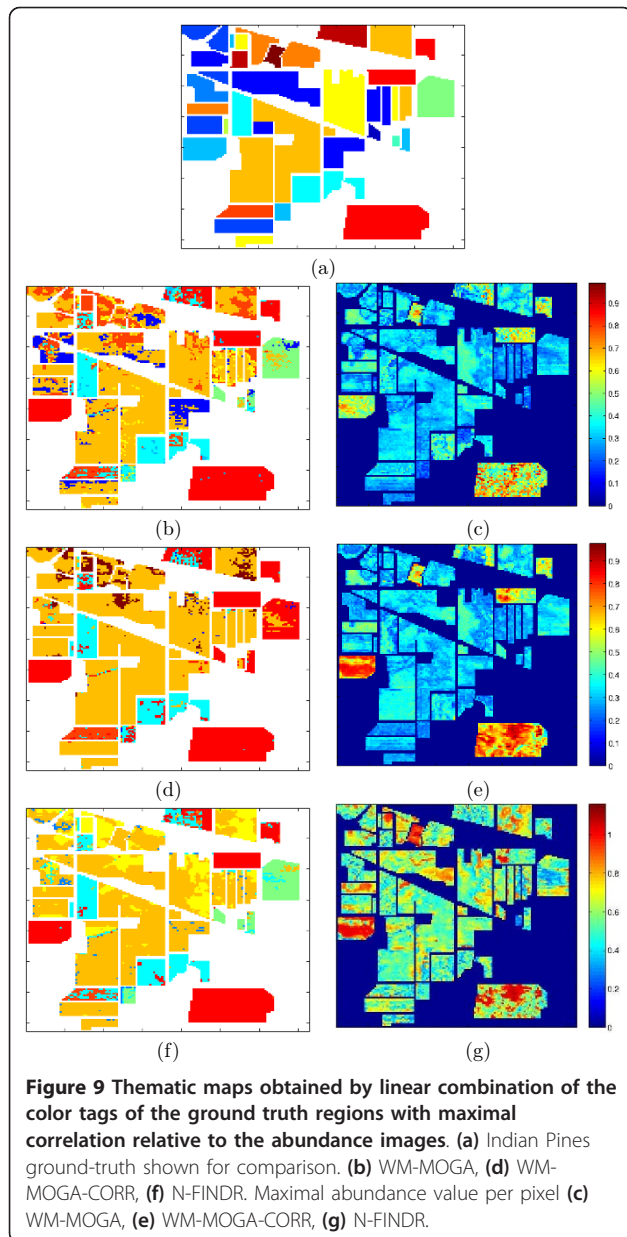 (a)
0.9
0.8
0.7
0.6
0.5
0.4
0.3
0.2
0.1
0
(b)
(c)
0.9
0.8
0.7
0.6
0.5
0.4
0.3
0.2
0.1
0
(d)
(e)
1
0.8
0.6
0.4
0.2
0
(f)
(g)
Figure 9 Thematic maps obtained by linear combination of the
color tags of the ground truth regions with maximal
correlation relative to the abundance images. (a) Indian Pines
ground-truth shown for comparison. (b) WM-MOGA, (d) WM-
MOGA-CORR, (f) N-FINDR. Maximal abundance value per pixel (c)
WM-MOGA, (e) WM-MOGA-CORR, (g) N-FINDR.